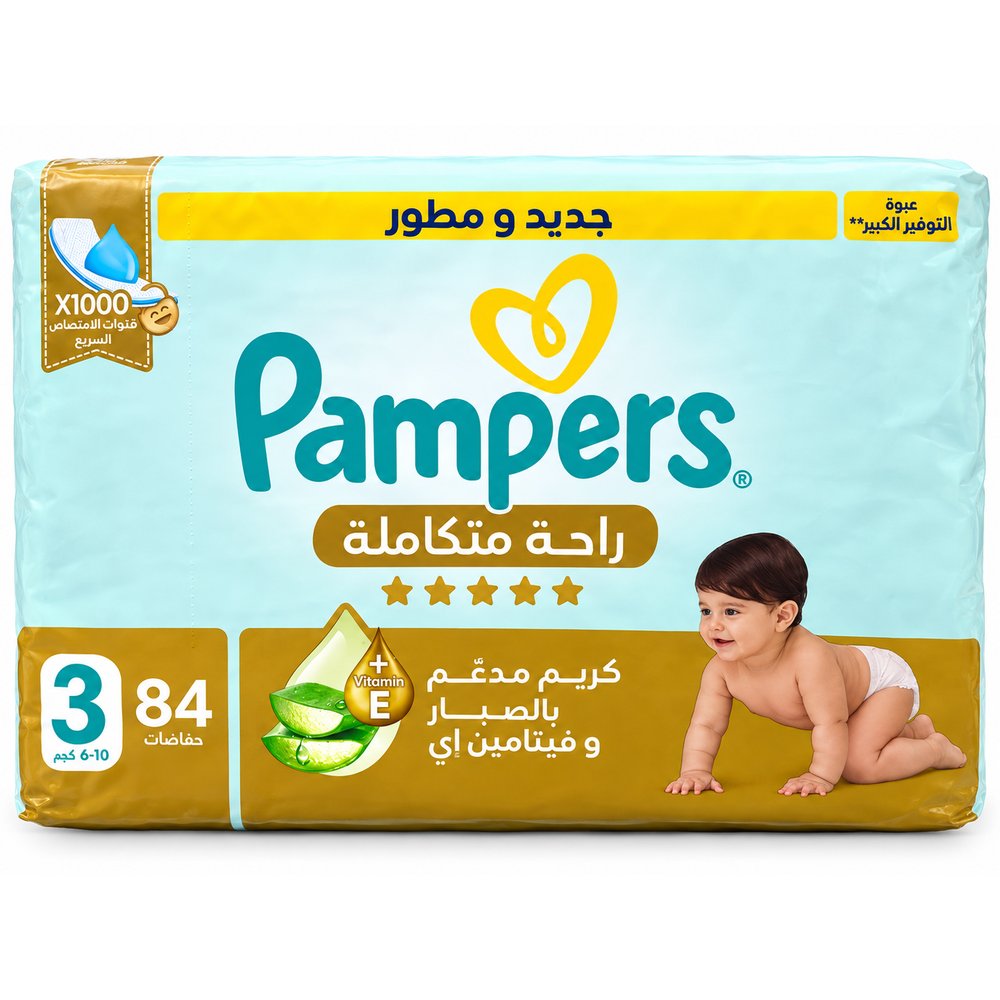 جديد و مطور
عبوة
التوفير الكبير**
X1000
قنوات الامتصاص
السريع
Pampers®
راحة متكاملة
+
Vitamin
E
كريم مدعّم
بالصبار
و فيتامين إي
3
6-10 كجم
84
حفاضات